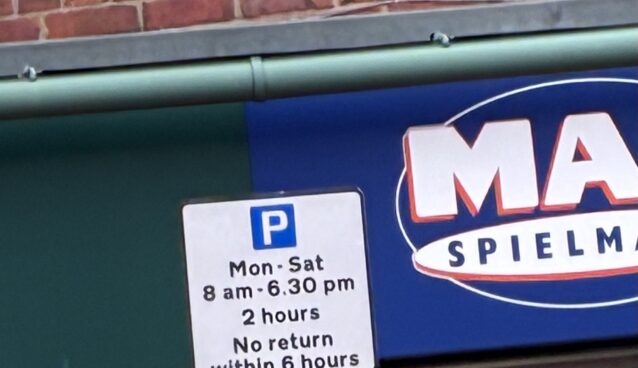 P
Mon - Sat
8 am - 6.30 pm
2 hours
No return
within 6 hours
MA
SPIELMA